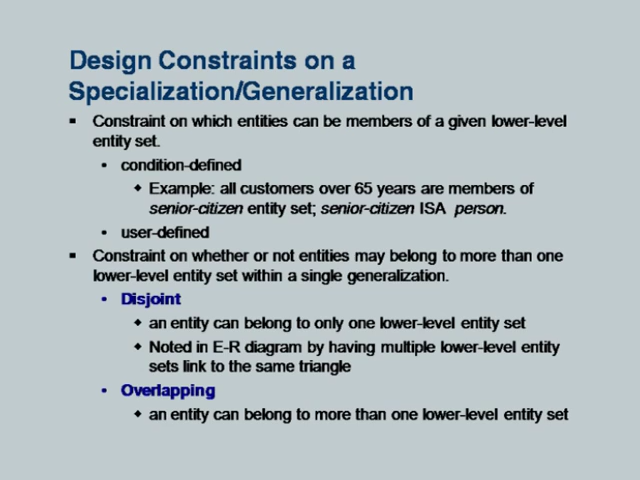 Design Constraints on a
Specialization/Generalization
▪ Constraint on which entities can be members of a given lower-level
entity set.
• condition-defined
◆ Example: all customers over 65 years are members of
senior-citizen entity set; senior-citizen ISA person.
• user-defined
▪ Constraint on whether or not entities may belong to more than one
lower-level entity set within a single generalization.
• Disjoint
◆ an entity can belong to only one lower-level entity set
◆ Noted in E-R diagram by having multiple lower-level entity
sets link to the same triangle
• Overlapping
◆ an entity can belong to more than one lower-level entity set